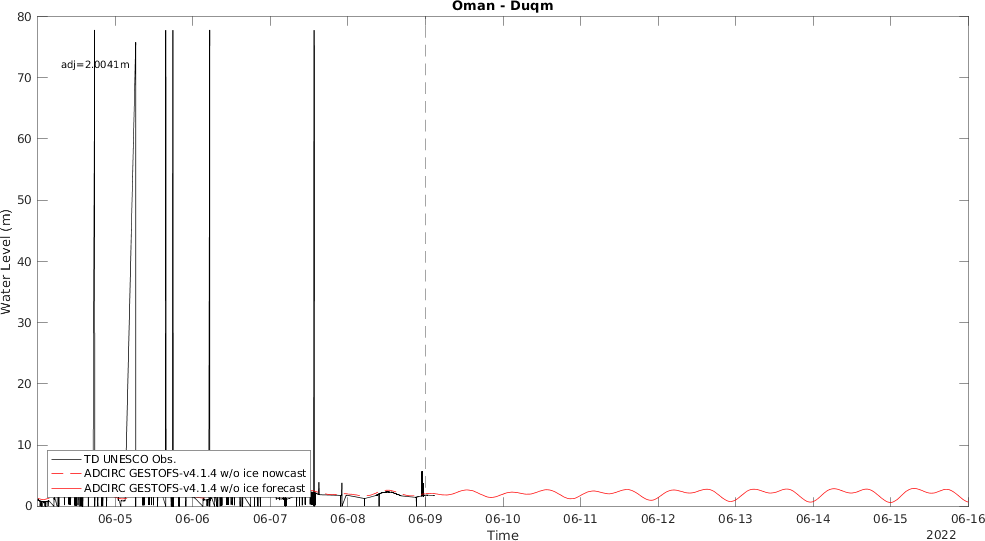 Oman - Duqm
80
70
60
50
40
30
20
10
0
Water Level (m)
adj=2.0041m
TD UNESCO Obs.
ADCIRC GESTOFS-v4.1.4 w/o ice nowcast
ADCIRC GESTOFS-v4.1.4 w/o ice forecast
06-05 06-06 06-07 06-08 06-09 06-10 06-11 06-12 06-13 06-14 06-15 06-16
Time
2022